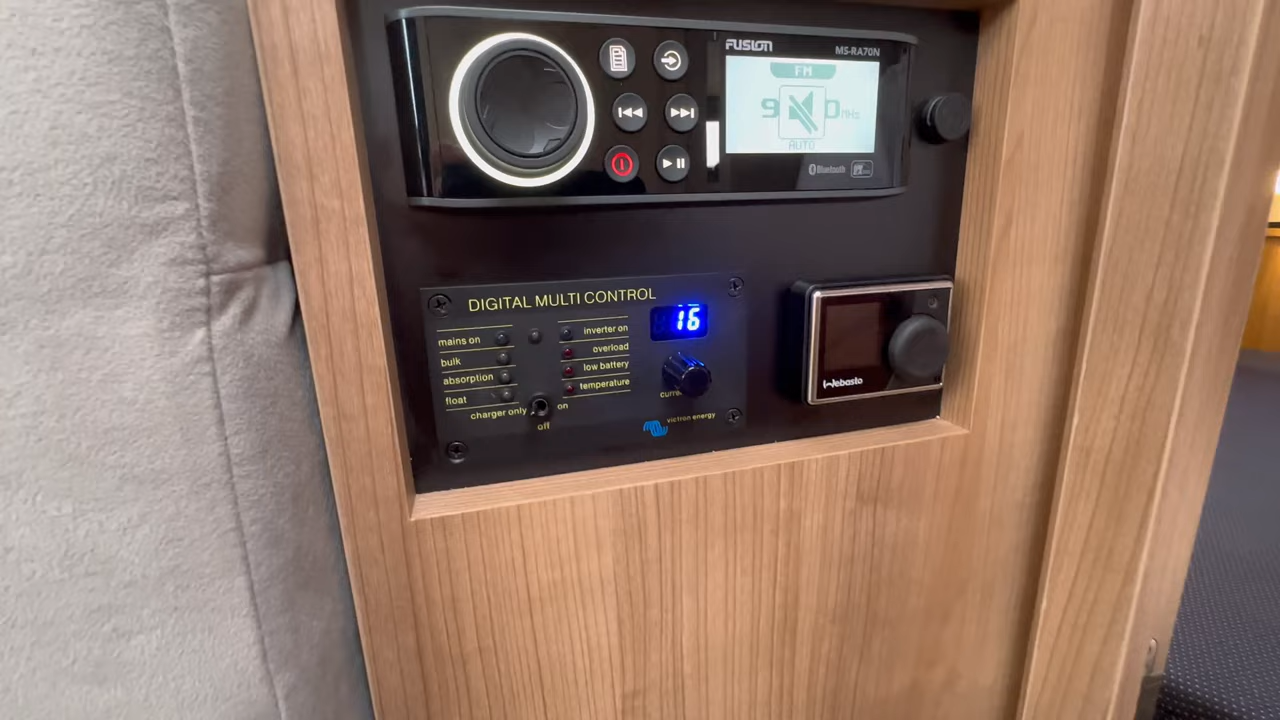 FUSION
MS-RA70N
FM
MHz
AUTO
Bluetooth
DIGITAL MULTI CONTROL
16
mains on
bulk
absorption
float
inverter on
overload
low battery
temperature
charger only
on
off
victron energy
Webasto